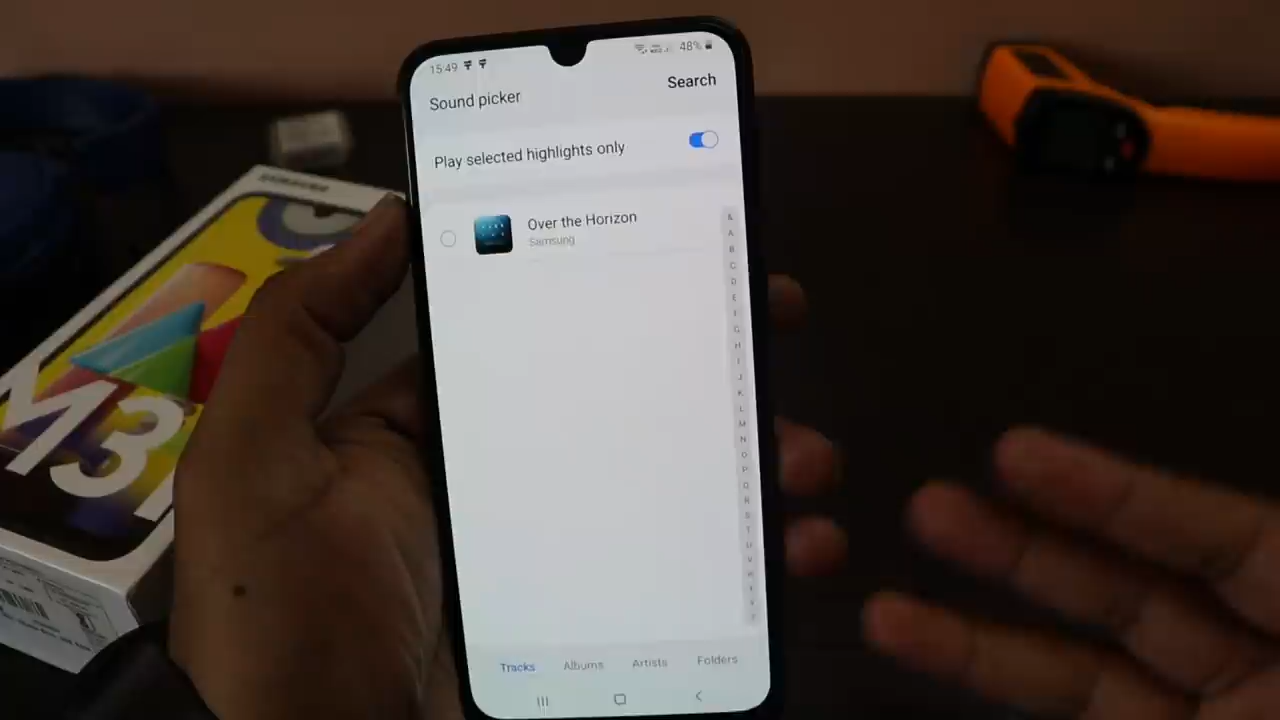 15:49
48%
Sound picker
Search
Play selected highlights only
Over the Horizon
Samsung
&
A
B
C
D
E
F
G
H
I
J
K
L
M
N
O
P
Q
R
S
T
U
V
W
X
Y
Tracks
Albums
Artists
Folders
SAMSUNG
M31